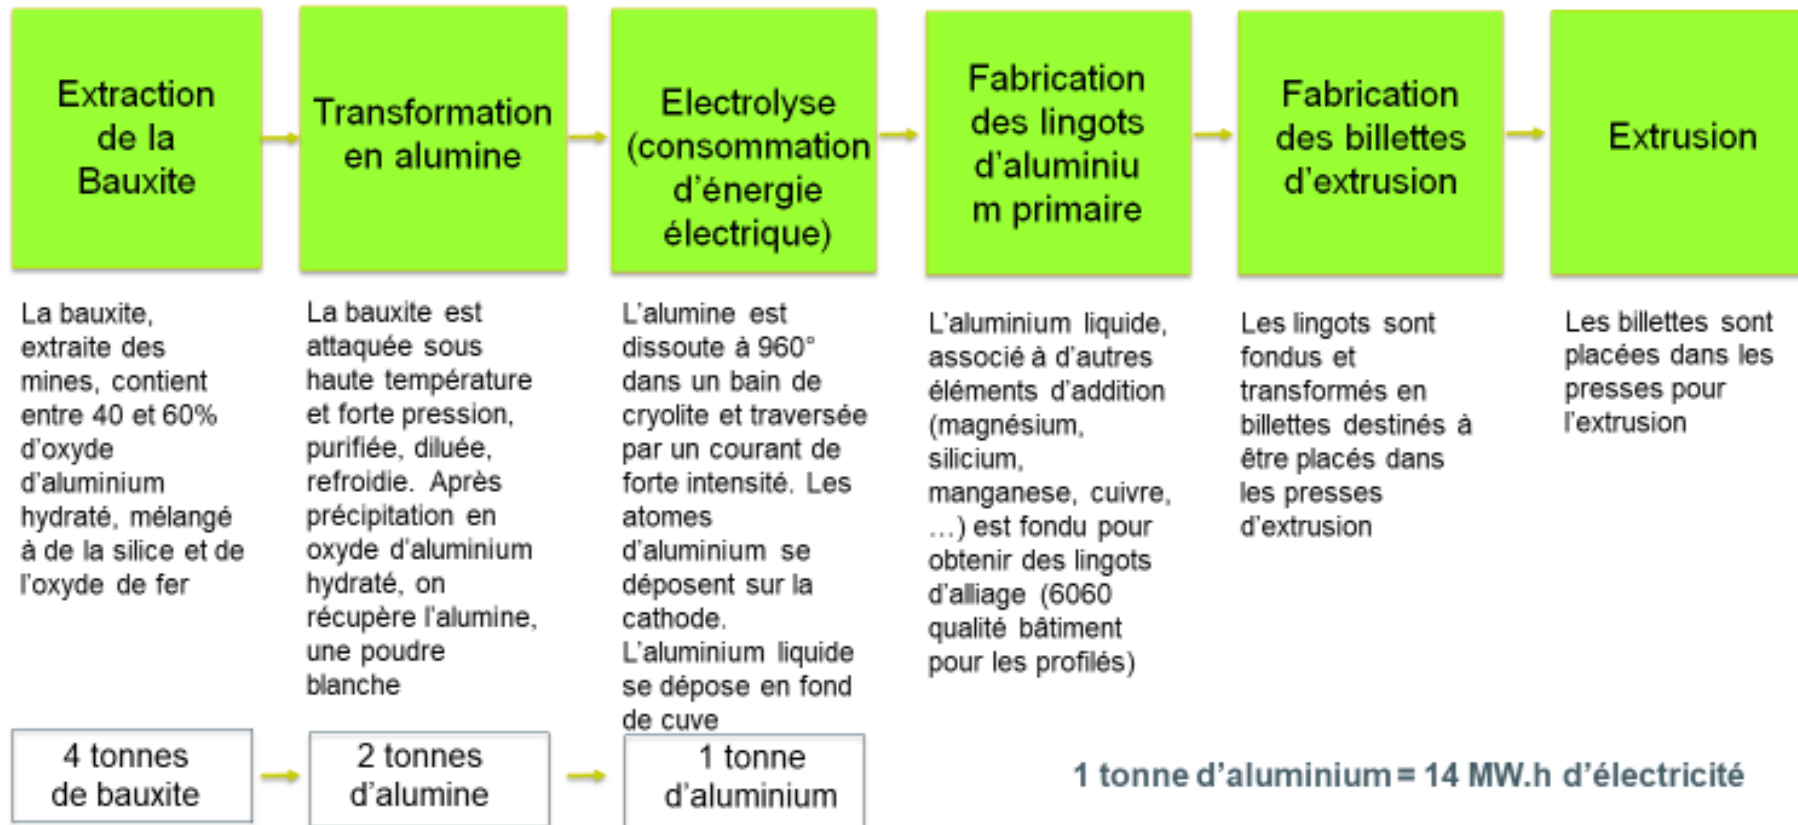 Extraction
de la
Bauxite
Transformation
en alumine
Electrolyse
(consommation
d'énergie
électrique)
Fabrication
des lingots
d'aluminiu
m primaire
Fabrication
des billettes
d'extrusion
Extrusion
La bauxite,
extraite des
mines, contient
entre 40 et 60%
d'oxyde
d'aluminium
hydraté, mélangé
à de la silice et de
l'oxyde de fer
La bauxite est
attaquée sous
haute température
et forte pression,
purifiée, diluée,
refroidie. Après
précipitation en
oxyde d'aluminium
hydraté, on
récupère l'alumine,
une poudre
blanche
L'alumine est
dissoute à 960°
dans un bain de
cryolite et traversée
par un courant de
forte intensité. Les
atomes
d'aluminium se
déposent sur la
cathode.
L'aluminium liquide
se dépose en fond
de cuve
L'aluminium liquide,
associé à d'autres
éléments d'addition
(magnésium,
silicium,
manganese, cuivre,
…) est fondu pour
obtenir des lingots
d'alliage (6060
qualité bâtiment
pour les profilés)
Les lingots sont
fondus et
transformés en
billettes destinés à
être placés dans
les presses
d'extrusion
Les billettes sont
placées dans les
presses pour
l'extrusion
4 tonnes
de bauxite
2 tonnes
d'alumine
1 tonne
d'aluminium
1 tonne d'aluminium = 14 MW.h d'électricité